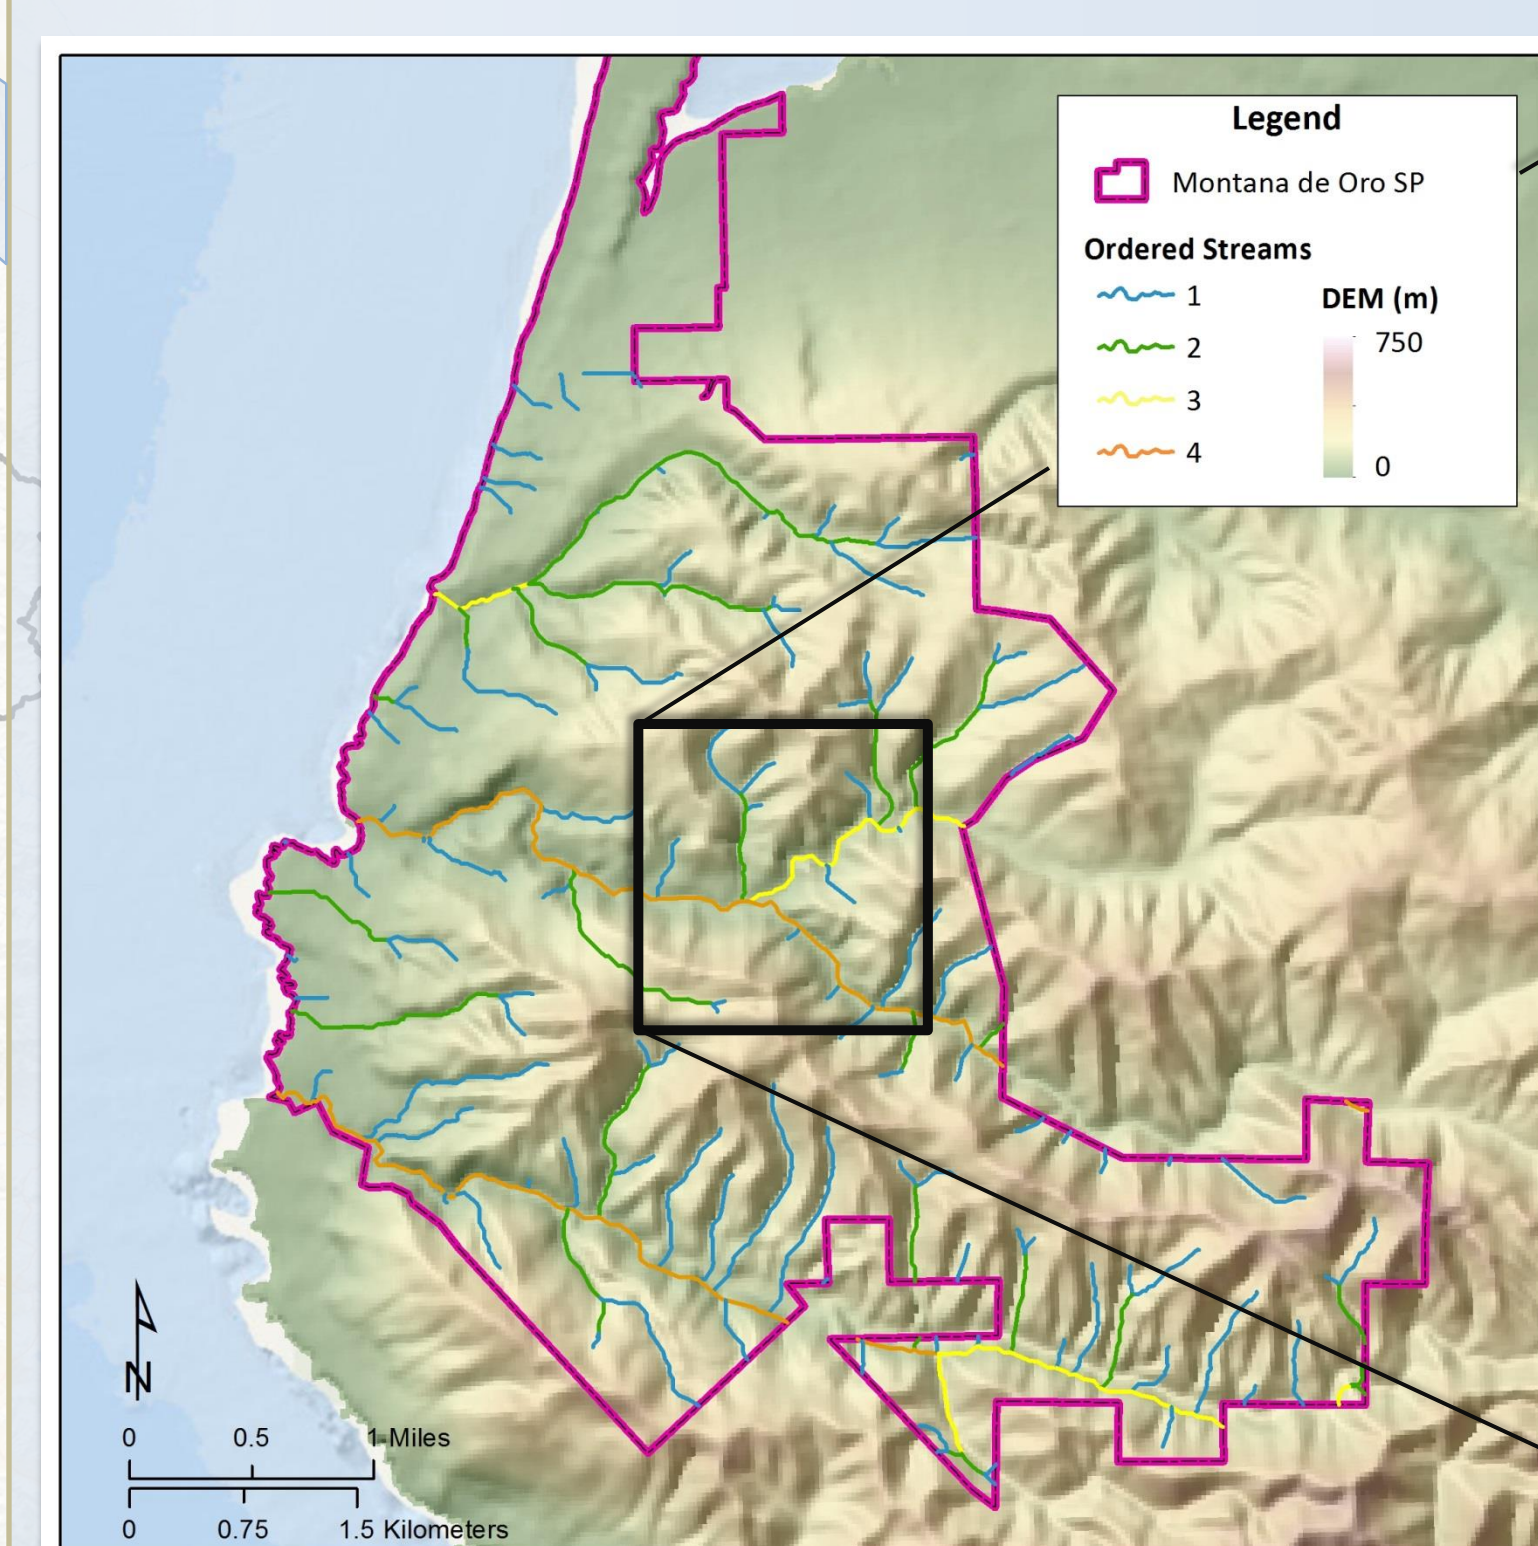 Legend
Montana de Oro SP
Ordered Streams
1
2
3
4
DEM (m)
750
0
N
0 0.5 1 Miles
0 0.75 1.5 Kilometers